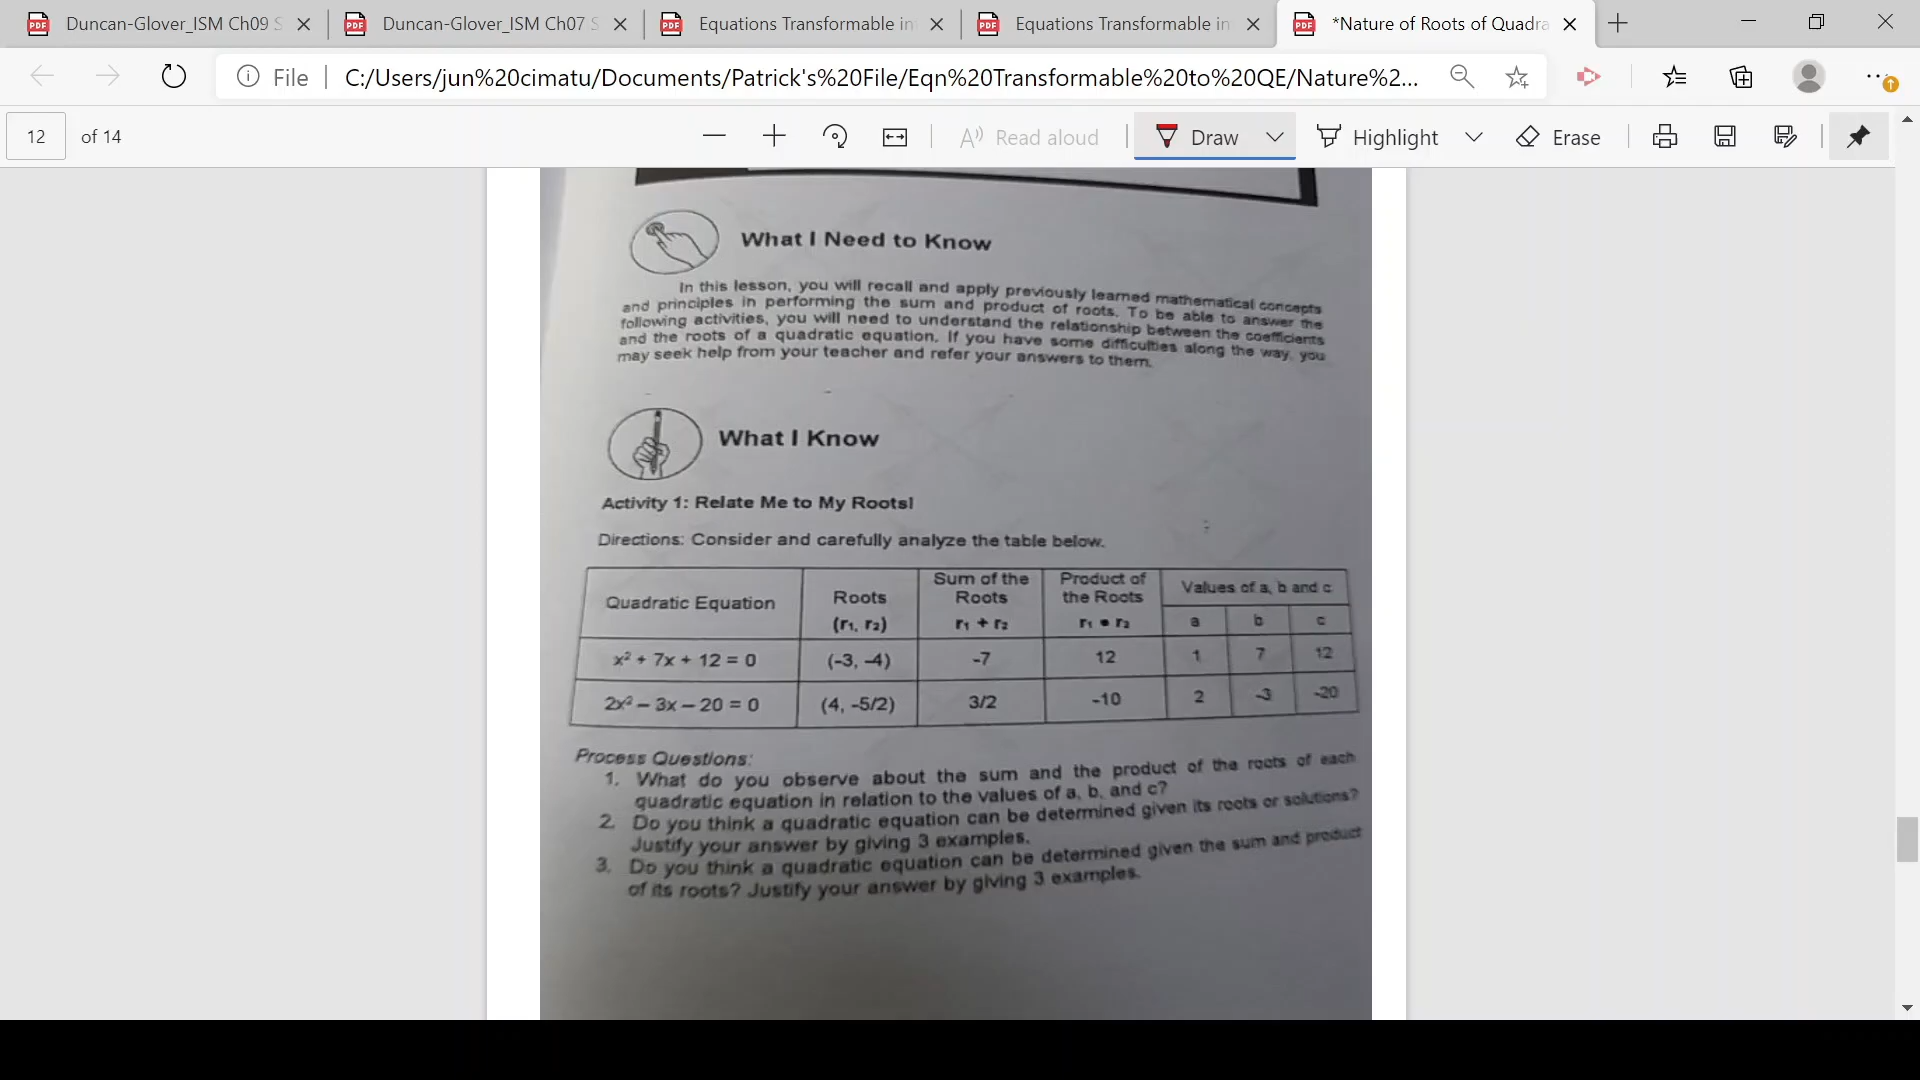 Duncan-Glover_ISM Ch09 S
Duncan-Glover_ISM Ch07 S
Equations Transformable in
Equations Transformable in
*Nature of Roots of Quadra
File
C:/Users/jun%20cimatu/Documents/Patrick's%20File/Eqn%20Transformable%20to%20QE/Nature%2...
12 of 14
Read aloud
Draw
Highlight
Erase
What I Need to Know
In this lesson, you will recall and apply previously learned mathematical concepts
and principles in performing the sum and product of roots. To be able to answer the
following activities, you will need to understand the relationship between the coefficients
and the roots of a quadratic equation. If you have some difficulties along the way, you
may seek help from your teacher and refer your answers to them.
What I Know
Activity 1: Relate Me to My Roots!
Directions: Consider and carefully analyze the table below.
Quadratic Equation Roots (r₁, r₂) Sum of the Roots r₁ + r₂ Product of the Roots r₁ • r₂ Values of a, b and c
a b c
x² + 7x + 12 = 0 (-3, -4) -7 12 1 7 12
2x² – 3x – 20 = 0 (4, -5/2) 3/2 -10 2 -3 -20
Process Questions:
1. What do you observe about the sum and the product of the roots of each
quadratic equation in relation to the values of a, b, and c?
2. Do you think a quadratic equation can be determined given its roots or solutions?
Justify your answer by giving 3 examples.
3. Do you think a quadratic equation can be determined given the sum and product
of its roots? Justify your answer by giving 3 examples.